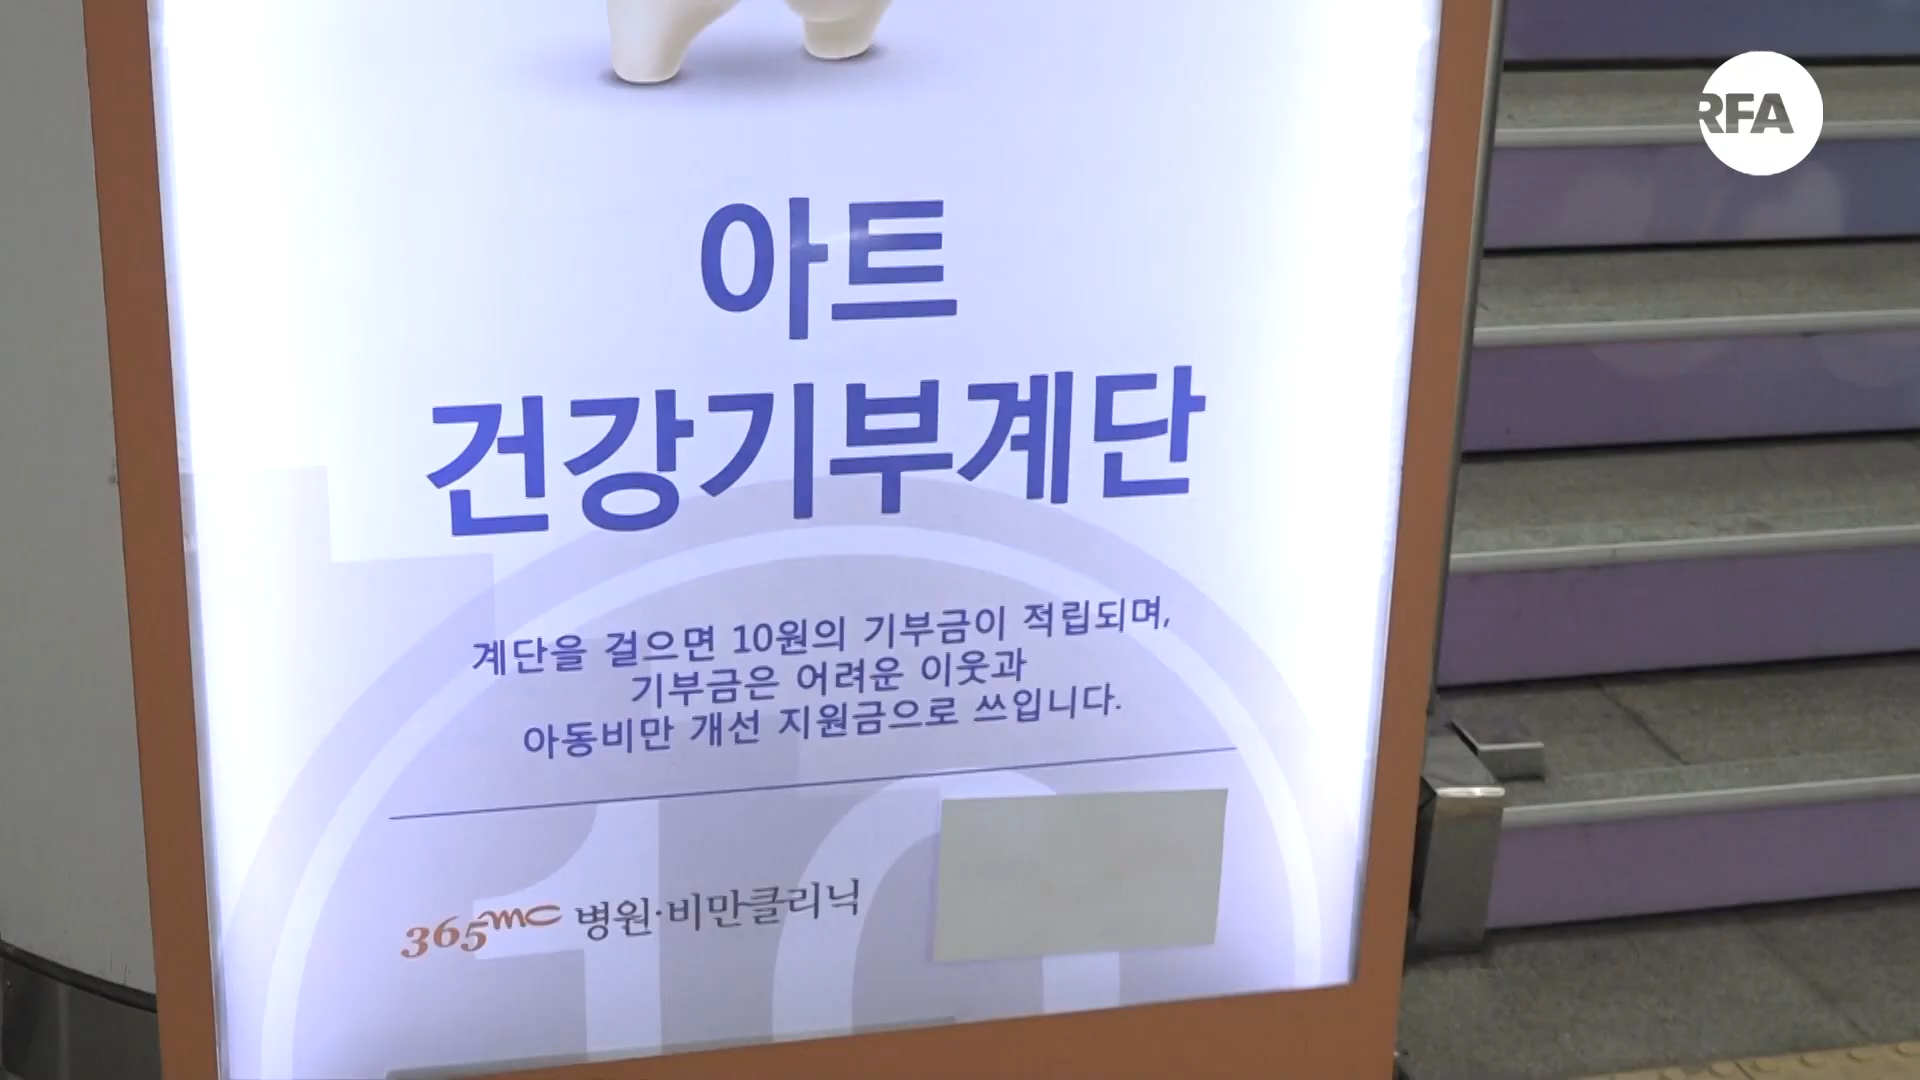 RFA
아트
건강기부계단
계단을 걸으면 10원의 기부금이 적립되며,
기부금은 어려운 이웃과
아동비만 개선 지원금으로 쓰입니다.
10
365mc 병원·비만클리닉